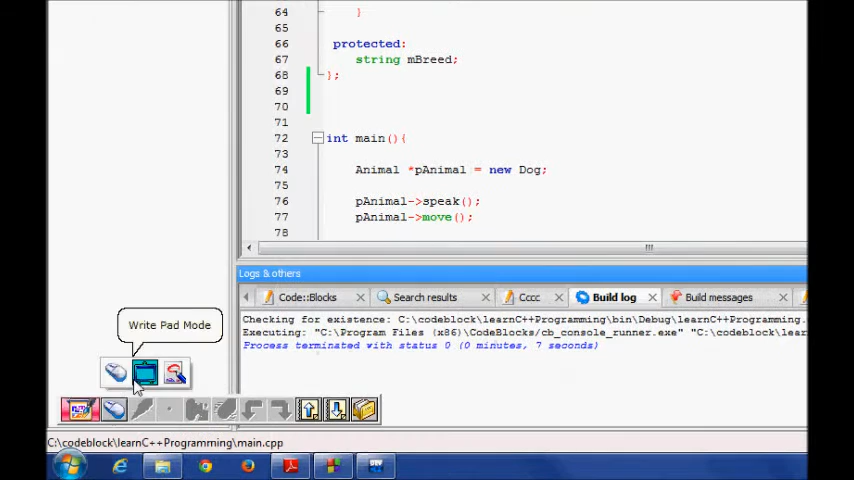 64 }
65
66 protected:
67 string mBreed;
68 };
69
70
71
72 int main(){
73
74 Animal *pAnimal = new Dog;
75
76 pAnimal->speak();
77 pAnimal->move();
78
Logs & others
Code::Blocks Search results Cccc Build log Build messages
Checking for existence: C:\codeblock\learnC++Programming\bin\Debug\learnC++Programming.
Executing: "C:\Program Files (x86)\CodeBlocks/cb_console_runner.exe" "C:\codeblock\lear
Process terminated with status 0 (0 minutes, 7 seconds)
Write Pad Mode
C:\codeblock\learnC++Programming\main.cpp